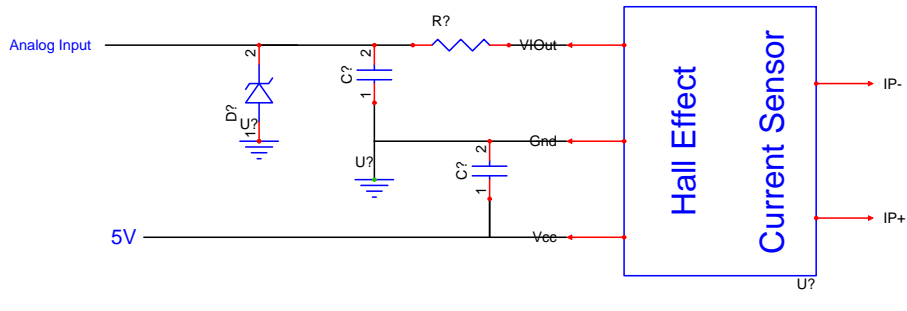 R?
Analog Input
VIOut
2
2
C?
1
D?
U?
1
IP-
Hall Effect
Current Sensor
Gnd
2
U?
C?
1
IP+
5V
Vcc
U?